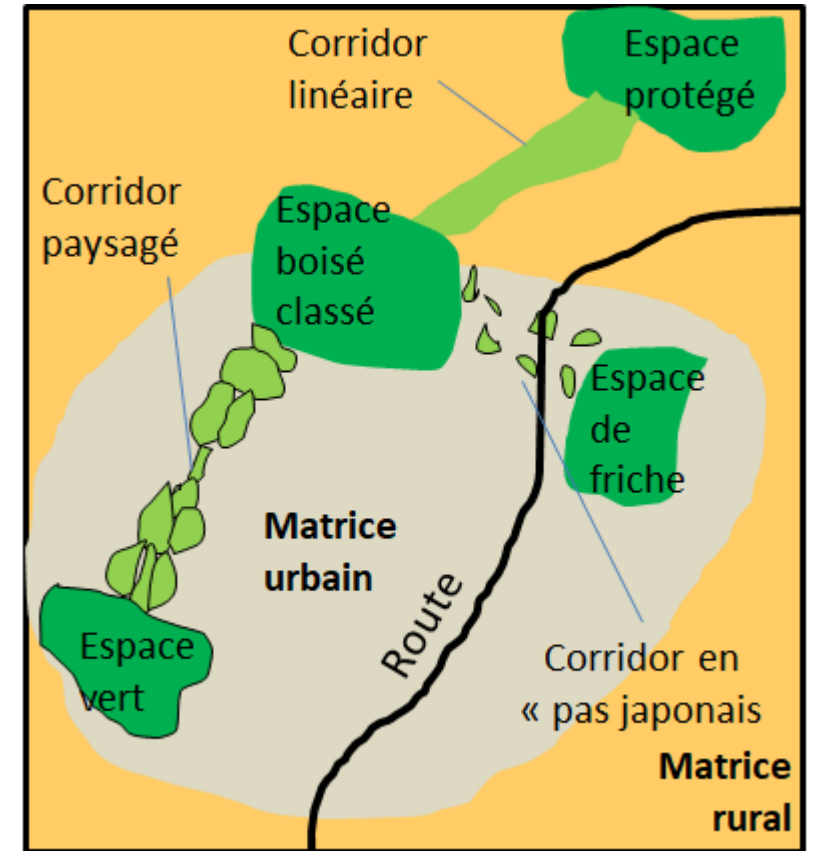 Corridor
linéaire
Espace
protégé
Corridor
paysagé
Espace
boisé
classé
Espace
de
friche
Matrice
urbain
Route
Espace
vert
Corridor en
« pas japonais
Matrice
rural